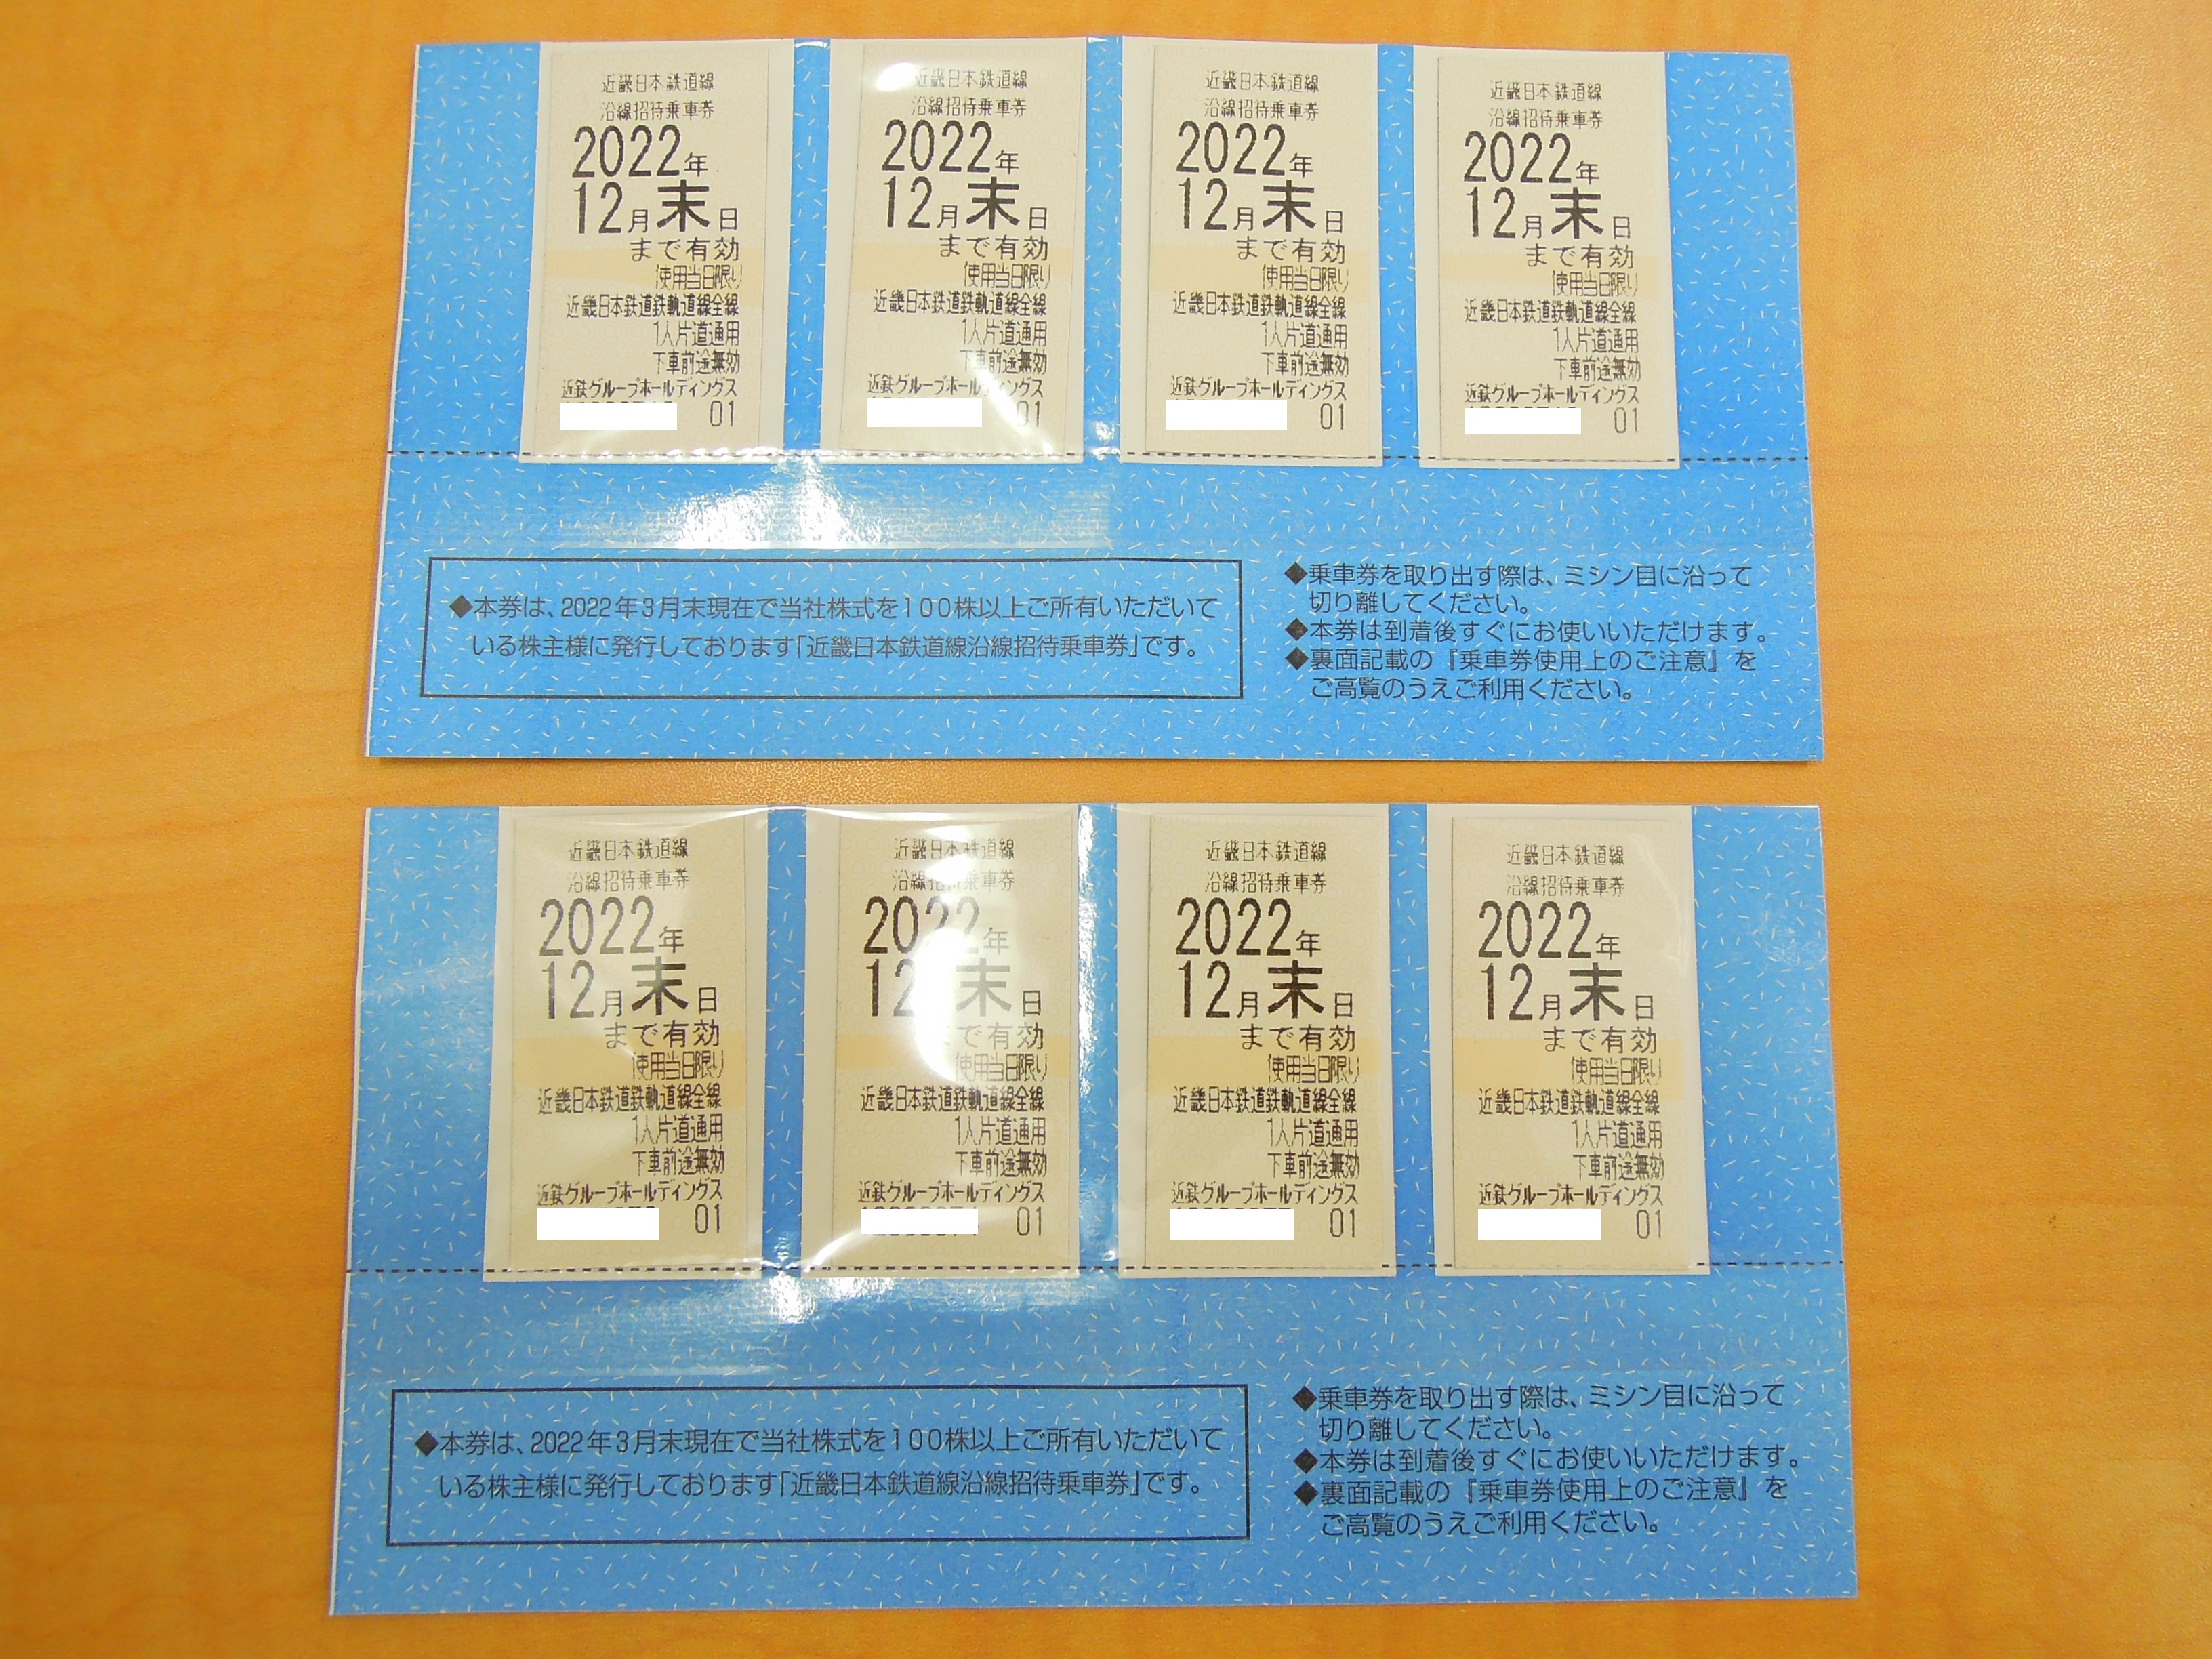 近畿日本鉄道線
沿線招待乗車券
2022年
12月末日
まで有効
使用当日限り
近畿日本鉄道鉄軌道線全線
1人片道通用
下車前途無効
近鉄グループホールディングス
01
近畿日本鉄道線
沿線招待乗車券
2022年
12月末日
まで有効
使用当日限り
近畿日本鉄道鉄軌道線全線
1人片道通用
下車前途無効
近鉄グループホールディングス
01
近畿日本鉄道線
沿線招待乗車券
2022年
12月末日
まで有効
使用当日限り
近畿日本鉄道鉄軌道線全線
1人片道通用
下車前途無効
近鉄グループホールディングス
01
近畿日本鉄道線
沿線招待乗車券
2022年
12月末日
まで有効
使用当日限り
近畿日本鉄道鉄軌道線全線
1人片道通用
下車前途無効
近鉄グループホールディングス
01
◆本券は、2022年3月末現在で当社株式を100株以上ご所有いただいて
いる株主様に発行しております「近畿日本鉄道線沿線招待乗車券」です。
◆乗車券を取り出す際は、ミシン目に沿って
切り離してください。
◆本券は到着後すぐにお使いいただけます。
◆裏面記載の『乗車券使用上のご注意』を
ご高覧のうえご利用ください。
近畿日本鉄道線
沿線招待乗車券
2022年
12月末日
まで有効
使用当日限り
近畿日本鉄道鉄軌道線全線
1人片道通用
下車前途無効
近鉄グループホールディングス
01
近畿日本鉄道線
沿線招待乗車券
2022年
12 末日
で有効
使用当日限り
近畿日本鉄道鉄軌道線全線
1人片道通用
下車前途無効
近鉄グループホールディングス
01
近畿日本鉄道線
沿線招待乗車券
2022年
12月末日
まで有効
使用当日限り
近畿日本鉄道鉄軌道線全線
1人片道通用
下車前途無効
近鉄グループホールディングス
01
近畿日本鉄道線
沿線招待乗車券
2022年
12月末日
まで有効
使用当日限り
近畿日本鉄道鉄軌道線全線
1人片道通用
下車前途無効
近鉄グループホールディングス
01
◆本券は、2022年3月末現在で当社株式を100株以上ご所有いただいて
いる株主様に発行しております「近畿日本鉄道線沿線招待乗車券」です。
◆乗車券を取り出す際は、ミシン目に沿って
切り離してください。
◆本券は到着後すぐにお使いいただけます。
◆裏面記載の『乗車券使用上のご注意』を
ご高覧のうえご利用ください。